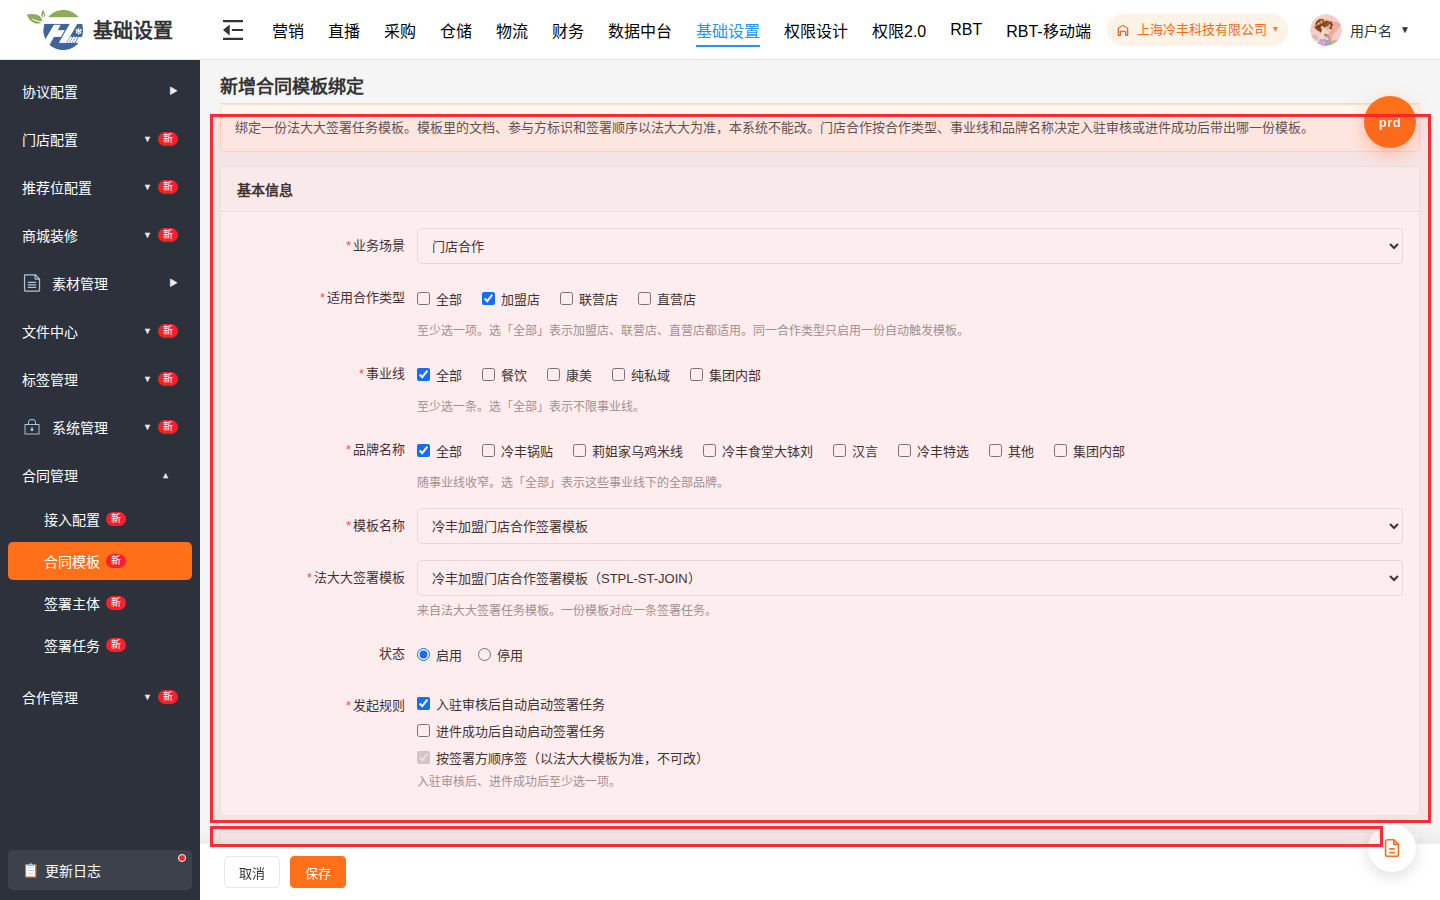 基础设置
营销 直播 采购 仓储 物流 财务 数据中台 基础设置 权限设计 权限2.0 RBT RBT-移动端
上海冷丰科技有限公司
用户名
协议配置
门店配置 新
推荐位配置 新
商城装修 新
素材管理
文件中心 新
标签管理 新
系统管理 新
合同管理
接入配置 新
合同模板 新
签署主体 新
签署任务 新
合作管理 新
更新日志
新增合同模板绑定
绑定一份法大大签署任务模板。模板里的文档、参与方标识和签署顺序以法大大为准，本系统不能改。门店合作按合作类型、事业线和品牌名称决定入驻审核或进件成功后带出哪一份模板。
prd
基本信息
*业务场景 门店合作
*适用合作类型 全部 加盟店 联营店 直营店
至少选一项。选「全部」表示加盟店、联营店、直营店都适用。同一合作类型只启用一份自动触发模板。
*事业线 全部 餐饮 康美 纯私域 集团内部
至少选一条。选「全部」表示不限事业线。
*品牌名称 全部 冷丰锅贴 莉姐家乌鸡米线 冷丰食堂大钵刘 汉言 冷丰特选 其他 集团内部
随事业线收窄。选「全部」表示这些事业线下的全部品牌。
*模板名称 冷丰加盟门店合作签署模板
*法大大签署模板 冷丰加盟门店合作签署模板（STPL-ST-JOIN）
来自法大大签署任务模板。一份模板对应一条签署任务。
状态 启用 停用
*发起规则 入驻审核后自动启动签署任务
进件成功后自动启动签署任务
按签署方顺序签（以法大大模板为准，不可改）
入驻审核后、进件成功后至少选一项。
取消 保存